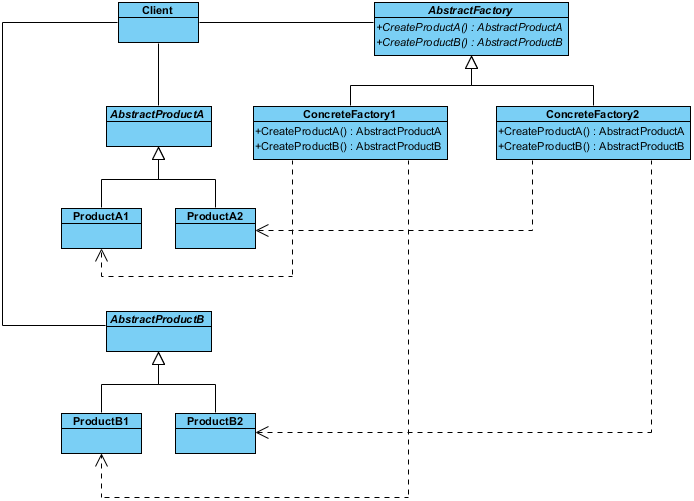 Client
AbstractFactory
+CreateProductA() : AbstractProductA
+CreateProductB() : AbstractProductB
AbstractProductA
ConcreteFactory1
+CreateProductA() : AbstractProductA
+CreateProductB() : AbstractProductB
ConcreteFactory2
+CreateProductA() : AbstractProductA
+CreateProductB() : AbstractProductB
ProductA1
ProductA2
AbstractProductB
ProductB1
ProductB2